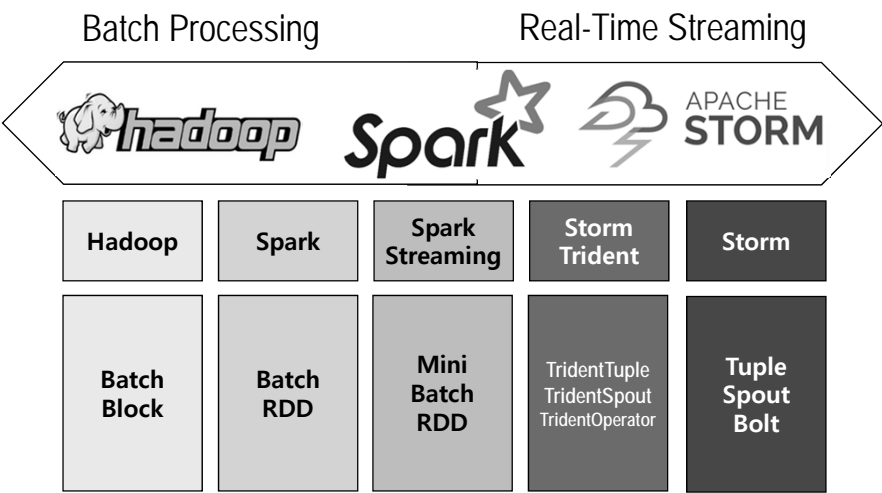 Batch Processing
Real-Time Streaming
hadoop
Spark
APACHE
STORM
Hadoop
Spark
Spark
Streaming
Storm
Trident
Storm
Batch
Block
Batch
RDD
Mini
Batch
RDD
TridentTuple
TridentSpout
TridentOperator
Tuple
Spout
Bolt